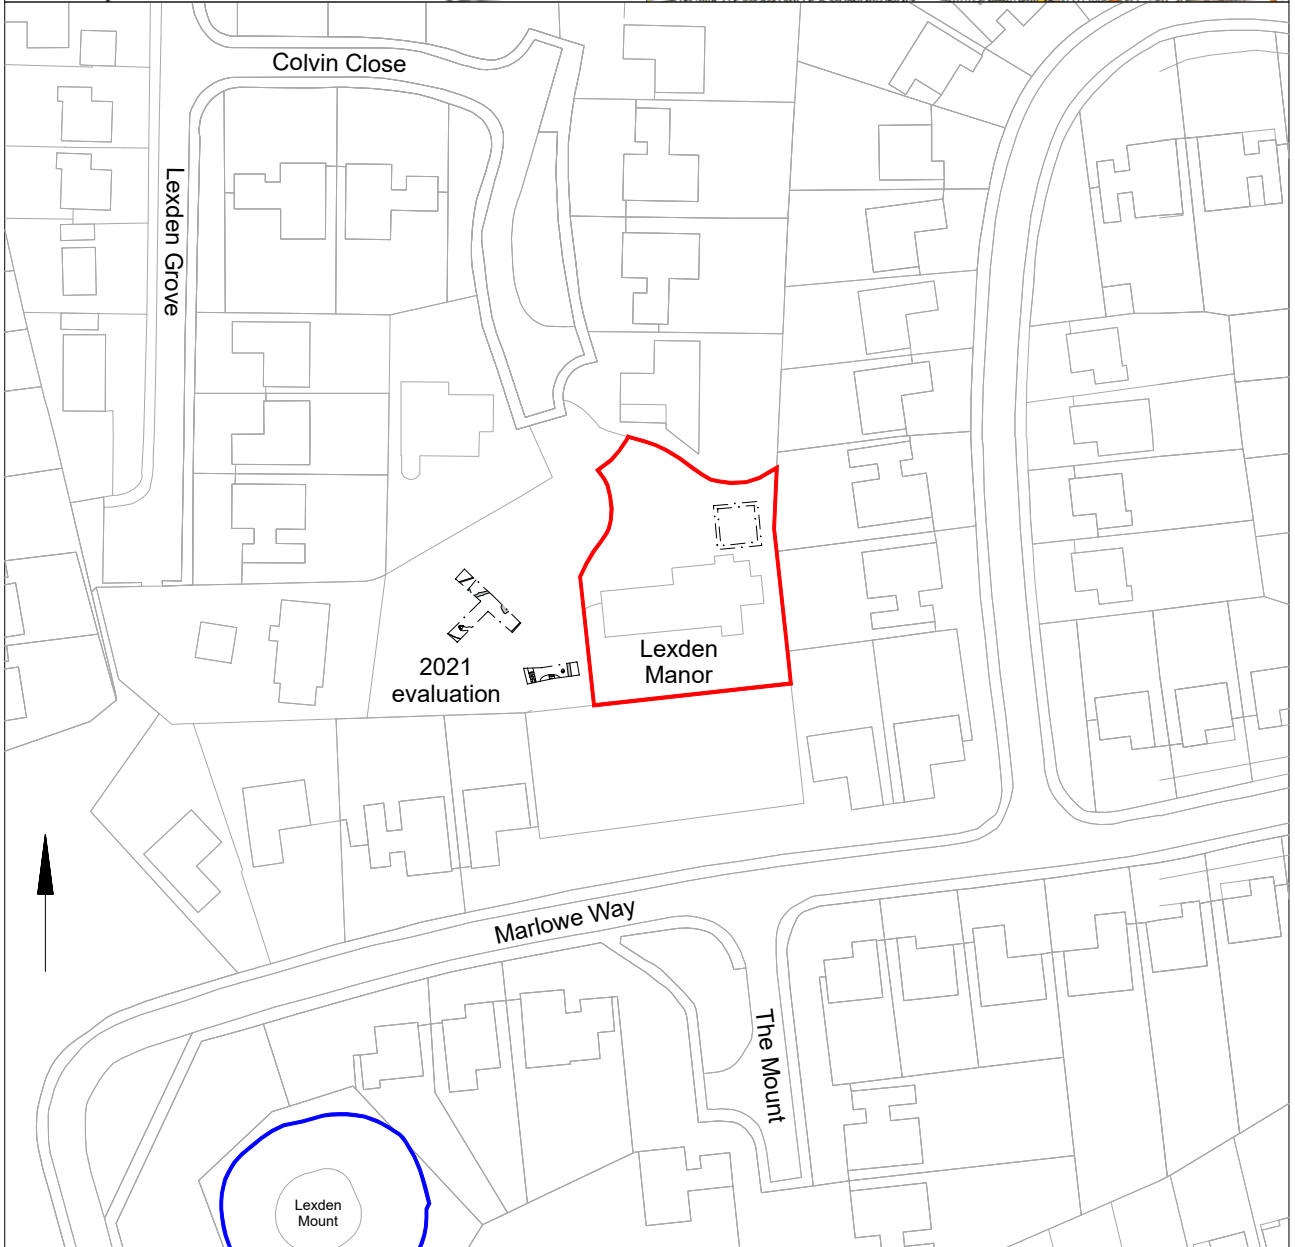 Colvin Close
Lexden Grove
Lexden
Manor
2021
evaluation
Marlowe Way
The Mount
Lexden
Mount